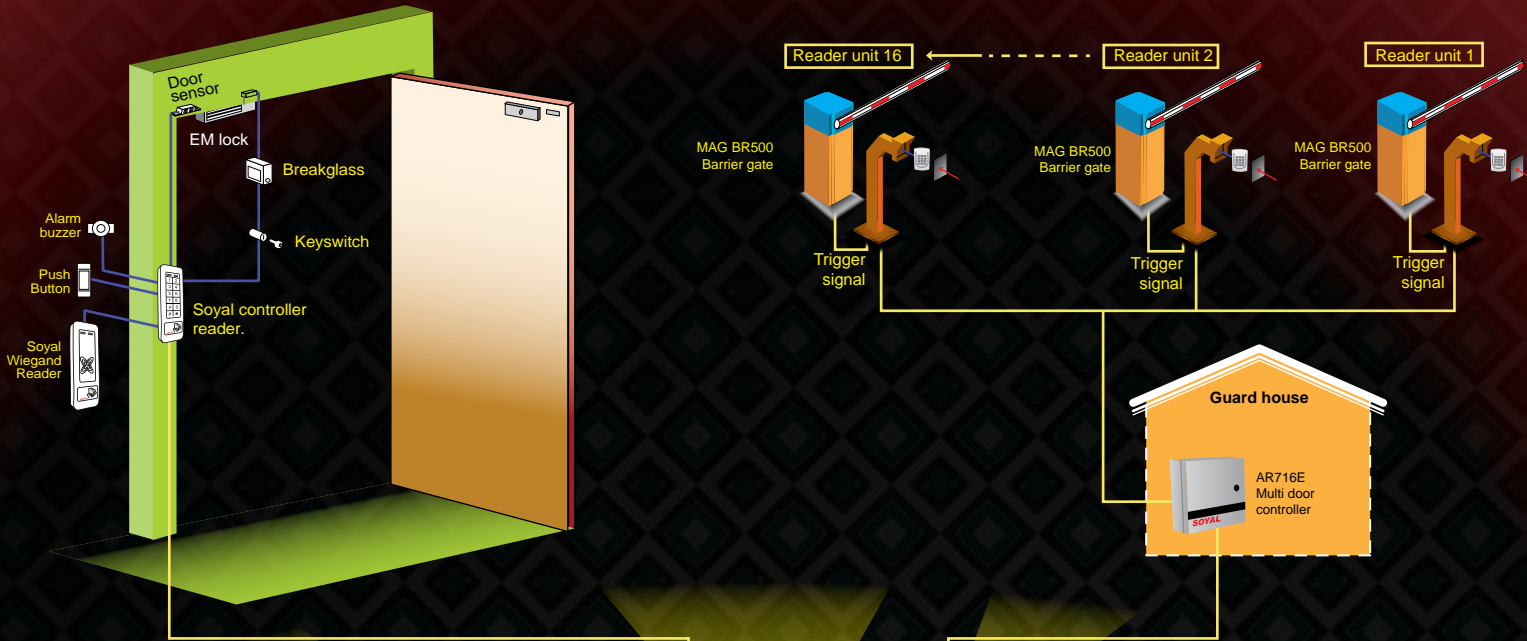 Door
sensor
EM lock
Breakglass
Keyswitch
Alarm
buzzer
Push
Button
Soyal controller
reader.
Soyal
Wiegand
Reader
Reader unit 16
Reader unit 2
Reader unit 1
MAG BR500
Barrier gate
MAG BR500
Barrier gate
MAG BR500
Barrier gate
Trigger
signal
Trigger
signal
Trigger
signal
Guard house
AR716E
Multi door
controller
SOYAL